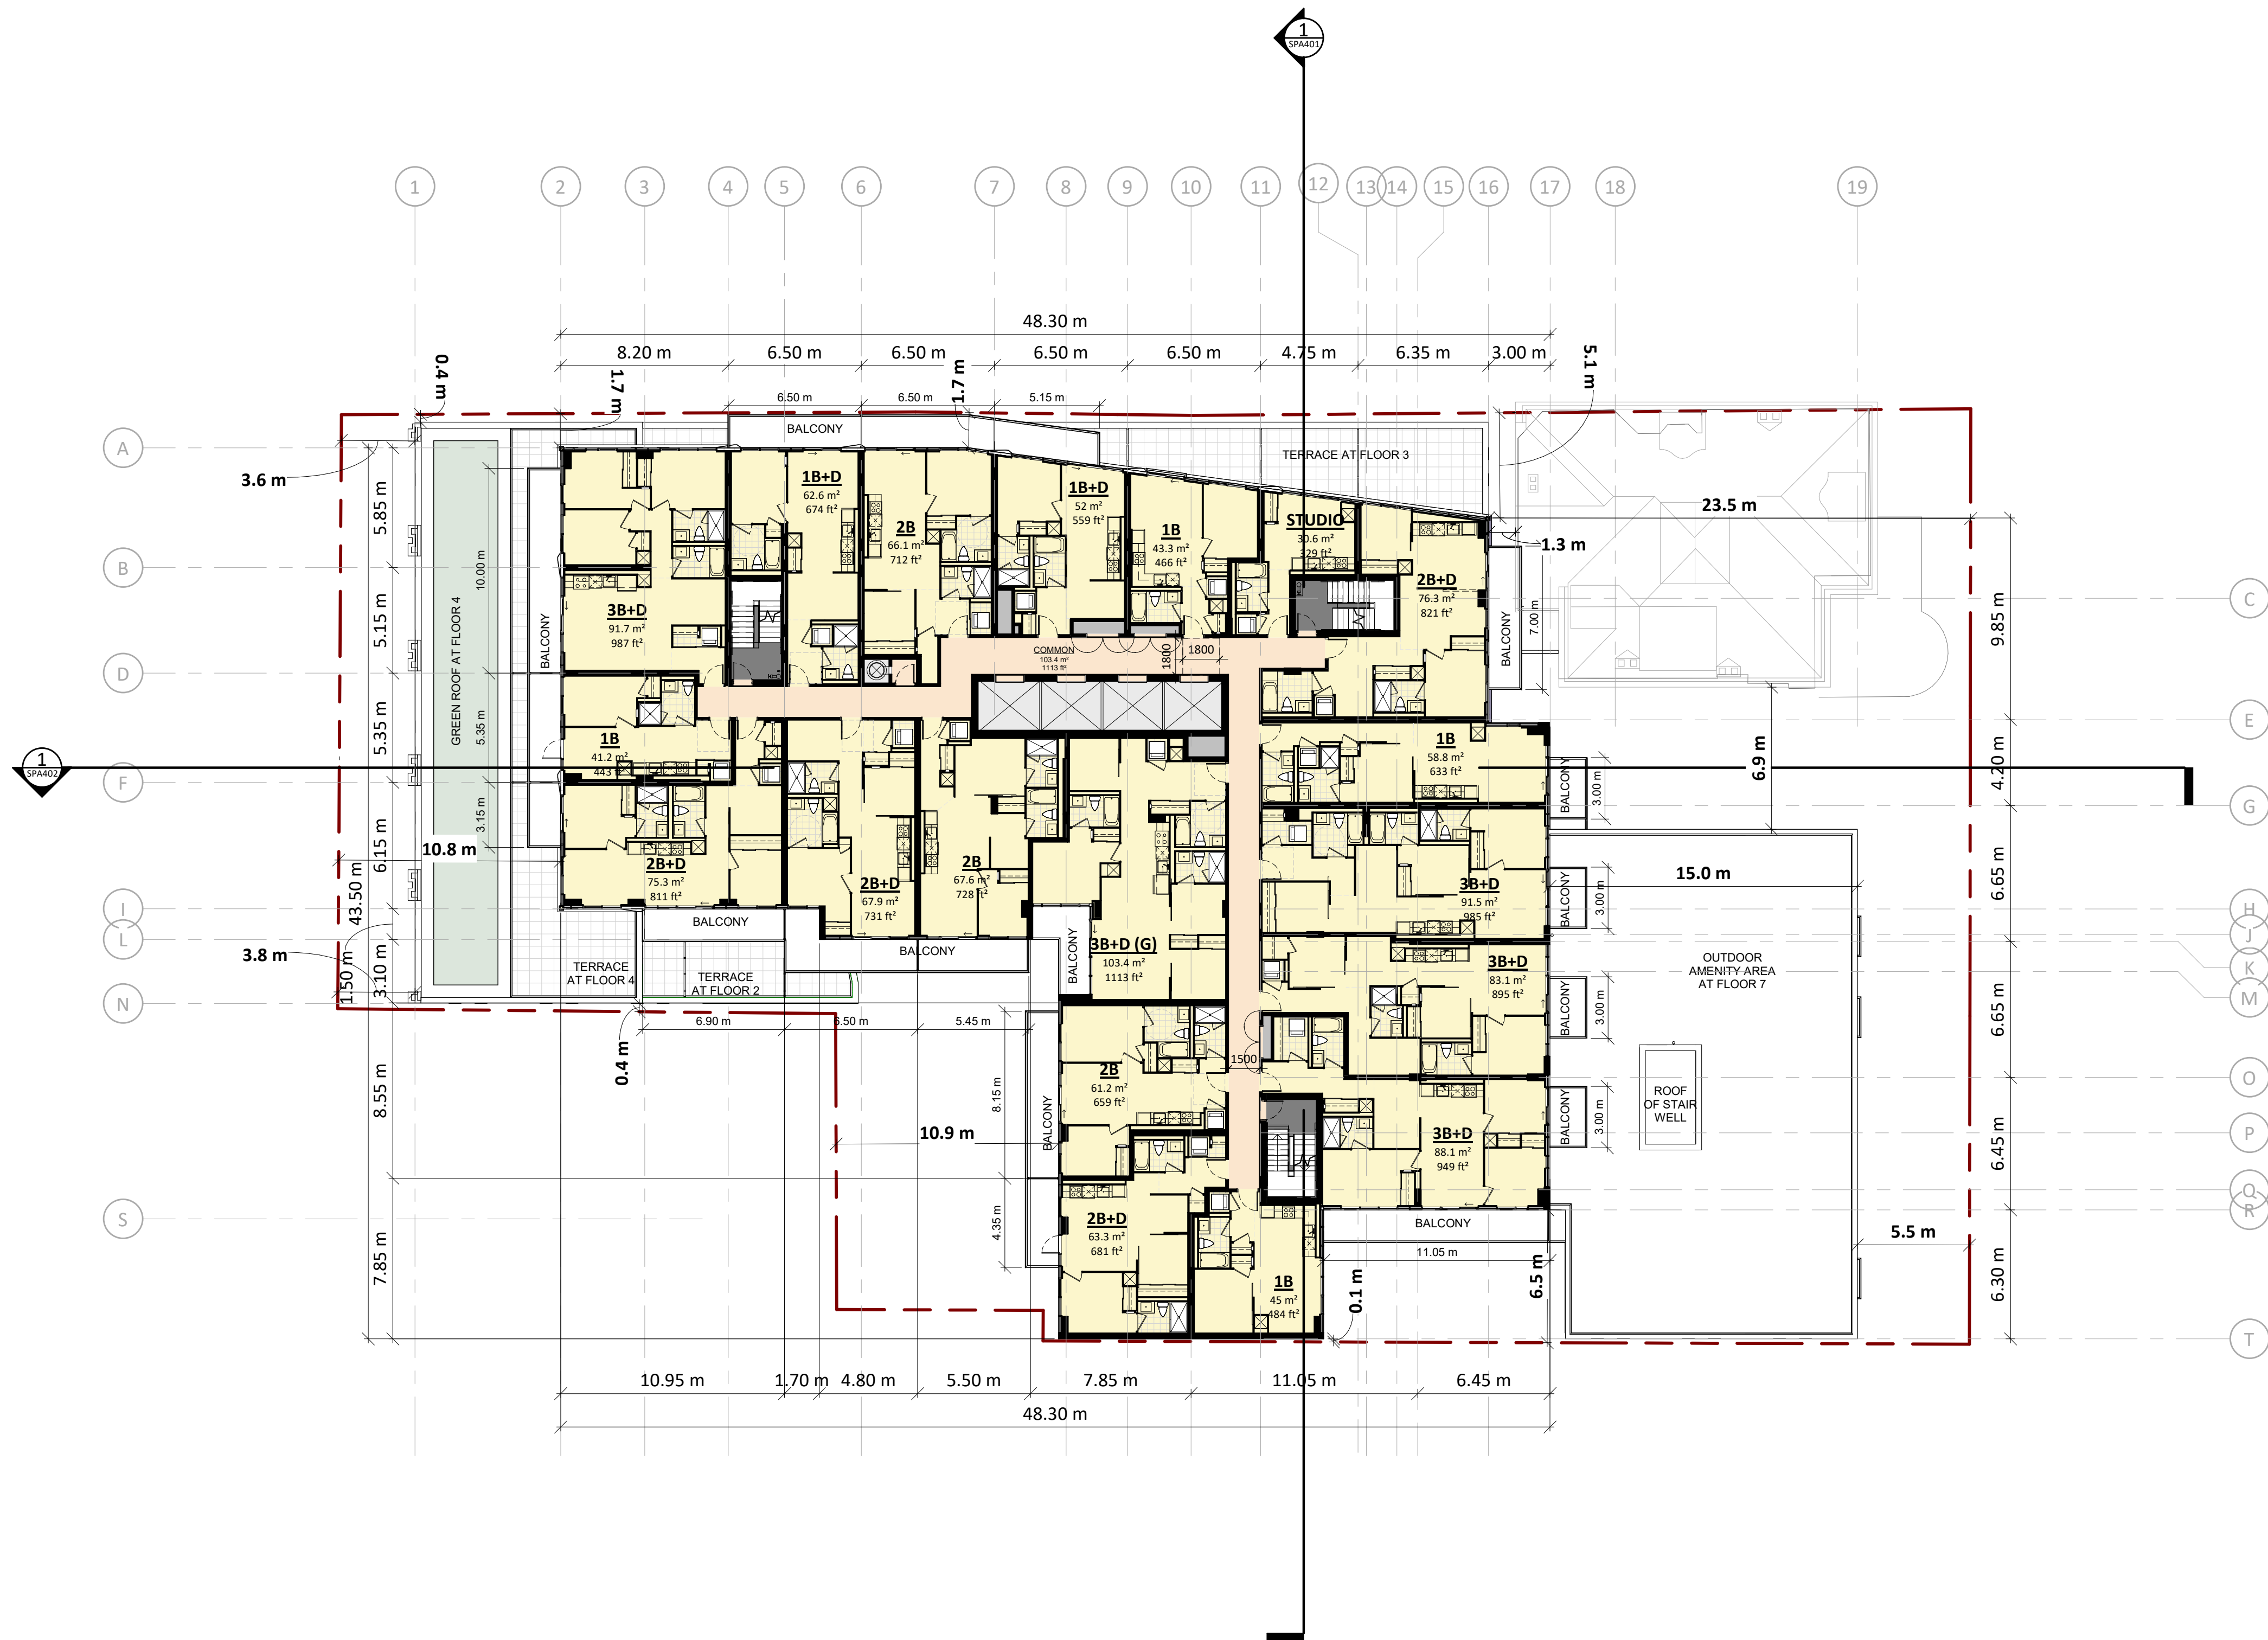 1
SPA401
1
2
3
4
5
6
7
8
9
10
11
12
13
14
15
16
17
18
19
48.30 m
8.20 m
6.50 m
6.50 m
6.50 m
6.50 m
4.75 m
6.35 m
3.00 m
0.4 m
1.7 m
1.7 m
5.1 m
6.50 m
6.50 m
5.15 m
BALCONY
A
B
D
F
I
L
N
S
C
E
G
H
J
K
M
O
P
Q
R
T
3.6 m
5.85 m
5.15 m
5.35 m
6.15 m
43.50 m
3.10 m
1.50 m
8.55 m
7.85 m
3.8 m
10.8 m
GREEN ROOF AT FLOOR 4
10.00 m
5.35 m
3.15 m
BALCONY
TERRACE AT FLOOR 3
23.5 m
1.3 m
1B+D
62.6 m²
674 ft²
2B
66.1 m²
712 ft²
1B+D
52 m²
559 ft²
1B
43.3 m²
466 ft²
STUDIO
30.6 m²
329 ft²
2B+D
76.3 m²
821 ft²
3B+D
91.7 m²
987 ft²
BALCONY
7.00 m
9.85 m
COMMON
103.4 m²
1113 ft²
1800
1800
1B
41.2 m²
443 ft²
1
SPA402
1B
58.8 m²
633 ft²
BALCONY
3.00 m
6.9 m
4.20 m
2B+D
75.3 m²
811 ft²
2B+D
67.9 m²
731 ft²
2B
67.6 m²
728 ft²
3B+D
91.5 m²
985 ft²
BALCONY
3.00 m
15.0 m
6.65 m
BALCONY
BALCONY
BALCONY
3B+D (G)
103.4 m²
1113 ft²
3B+D
83.1 m²
895 ft²
BALCONY
3.00 m
OUTDOOR
AMENITY AREA
AT FLOOR 7
6.65 m
TERRACE
AT FLOOR 4
TERRACE
AT FLOOR 2
6.90 m
6.50 m
5.45 m
0.4 m
8.15 m
BALCONY
2B
61.2 m²
659 ft²
1500
10.9 m
3B+D
88.1 m²
949 ft²
BALCONY
3.00 m
ROOF
OF STAIR
WELL
6.45 m
4.35 m
2B+D
63.3 m²
681 ft²
1B
45 m²
484 ft²
BALCONY
11.05 m
0.1 m
6.5 m
5.5 m
6.30 m
10.95 m
1.70 m
4.80 m
5.50 m
7.85 m
11.05 m
6.45 m
48.30 m